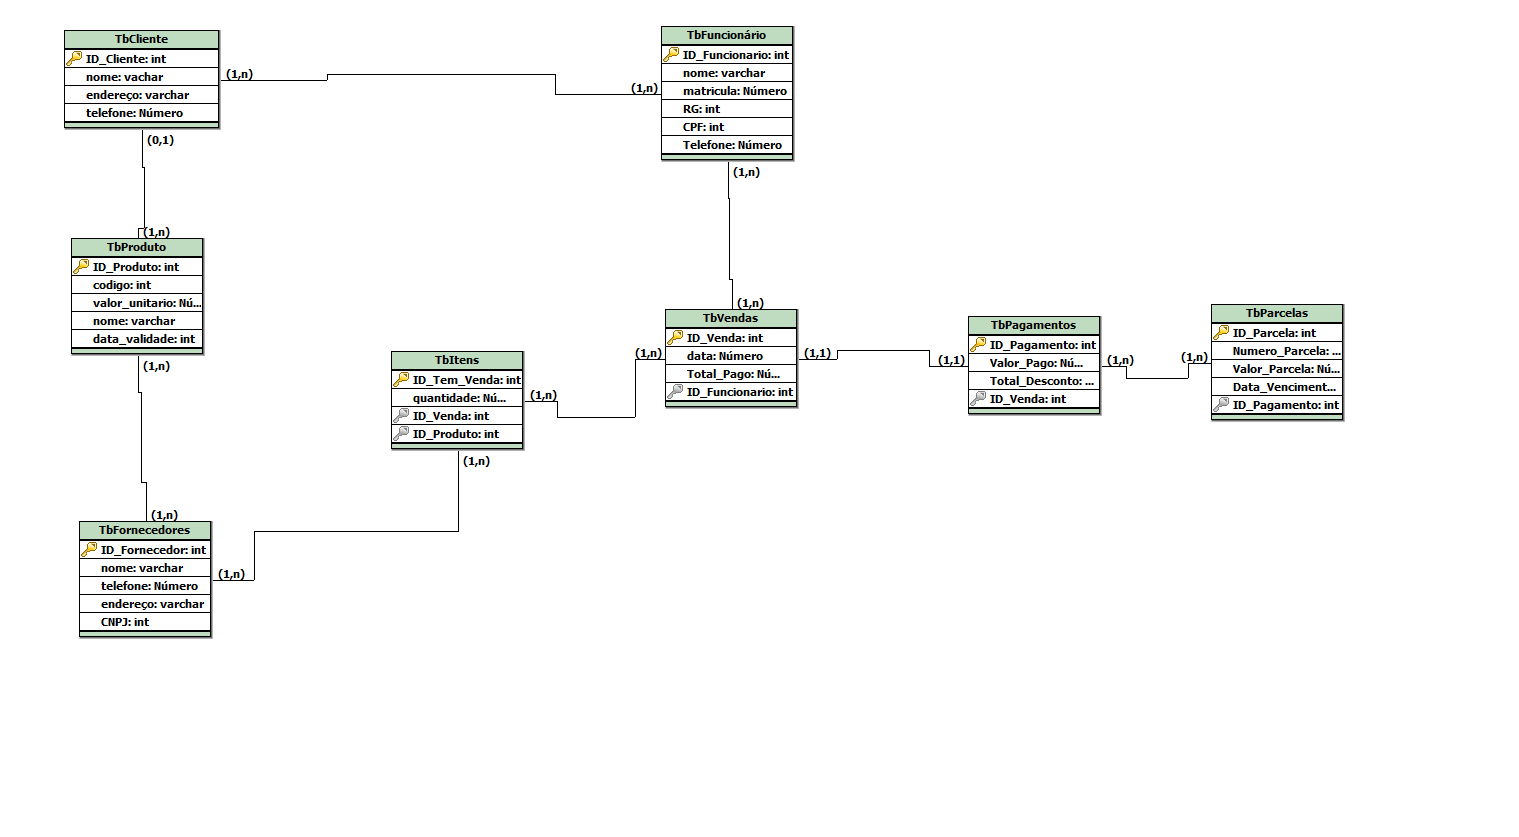 TbCliente
ID_Cliente: int
nome: vachar
endereço: varchar
telefone: Número
(1,n)
(0,1)
(1,n)
TbFuncionário
ID_Funcionario: int
nome: varchar
matricula: Número
RG: int
CPF: int
Telefone: Número
(1,n)
(1,n)
TbProduto
ID_Produto: int
codigo: int
valor_unitario: Nú...
nome: varchar
data_validade: int
(1,n)
(1,n)
TbItens
ID_Tem_Venda: int
quantidade: Nú...
ID_Venda: int
ID_Produto: int
(1,n)
(1,n)
(1,n)
(1,n)
TbVendas
ID_Venda: int
data: Número
Total_Pago: Nú...
ID_Funcionario: int
(1,1)
(1,1)
TbPagamentos
ID_Pagamento: int
Valor_Pago: Nú...
Total_Desconto: ...
ID_Venda: int
(1,n)
(1,n)
TbParcelas
ID_Parcela: int
Numero_Parcela: ...
Valor_Parcela: Nú...
Data_Venciment...
ID_Pagamento: int
(1,n)
TbFornecedores
ID_Fornecedor: int
nome: varchar
telefone: Número
endereço: varchar
CNPJ: int
(1,n)